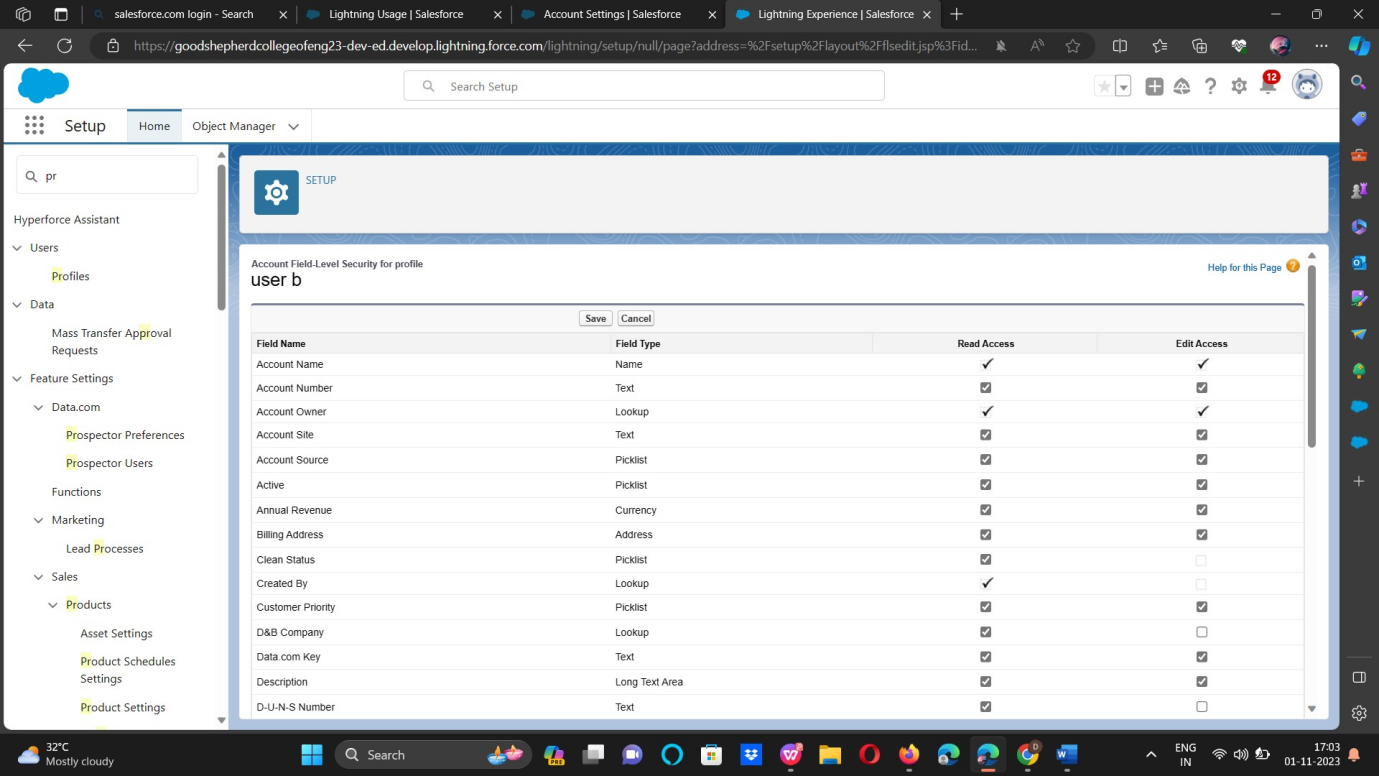 salesforce.com login - Search
Lightning Usage | Salesforce
Account Settings | Salesforce
Lightning Experience | Salesforce
https://goodshepherdcollegeofeng23-dev-ed.develop.lightning.force.com/lightning/setup/null/page?address=%2Fsetup%2Flayout%2Fflsedit.jsp%3Fid...
Search Setup
12
Setup
Home
Object Manager
pr
Hyperforce Assistant
Users
Profiles
Data
Mass Transfer Approval
Requests
Feature Settings
Data.com
Prospector Preferences
Prospector Users
Functions
Marketing
Lead Processes
Sales
Products
Asset Settings
Product Schedules
Settings
Product Settings
SETUP
Account Field-Level Security for profile
user b
Help for this Page ?
Save Cancel
Field Name Field Type Read Access Edit Access
Account Name Name
Account Number Text
Account Owner Lookup
Account Site Text
Account Source Picklist
Active Picklist
Annual Revenue Currency
Billing Address Address
Clean Status Picklist
Created By Lookup
Customer Priority Picklist
D&B Company Lookup
Data.com Key Text
Description Long Text Area
D-U-N-S Number Text
32°C
Mostly cloudy
Search
PRE
D
ENG
IN
17:03
01-11-2023